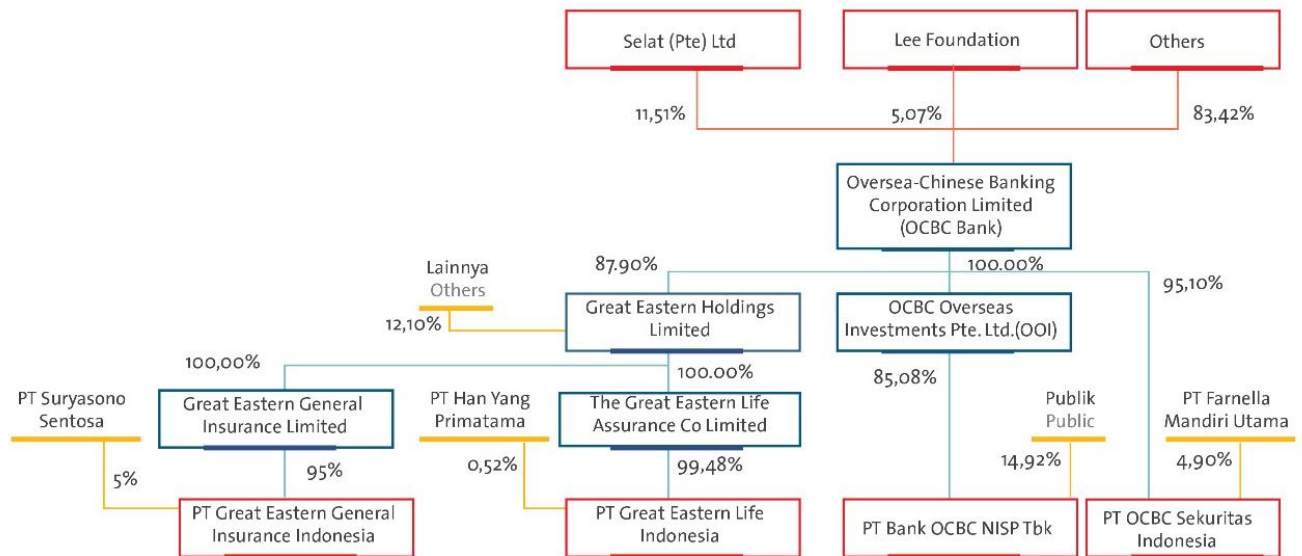 Selat (Pte) Ltd
Lee Foundation
Others
11,51%
5,07%
83,42%
Oversea-Chinese Banking
Corporation Limited
(OCBC Bank)
Lainnya
Others
87.90%
100.00%
95,10%
12,10%
Great Eastern Holdings
Limited
OCBC Overseas
Investments Pte. Ltd.(OOI)
100,00%
100.00%
85,08%
PT Suryasono
Sentosa
Great Eastern General
Insurance Limited
PT Han Yang
Primatama
The Great Eastern Life
Assurance Co Limited
Publik
Public
PT Farnella
Mandiri Utama
5%
95%
0,52%
99,48%
14,92%
4,90%
PT Great Eastern General
Insurance Indonesia
PT Great Eastern Life
Indonesia
PT Bank OCBC NISP Tbk
PT OCBC Sekuritas
Indonesia